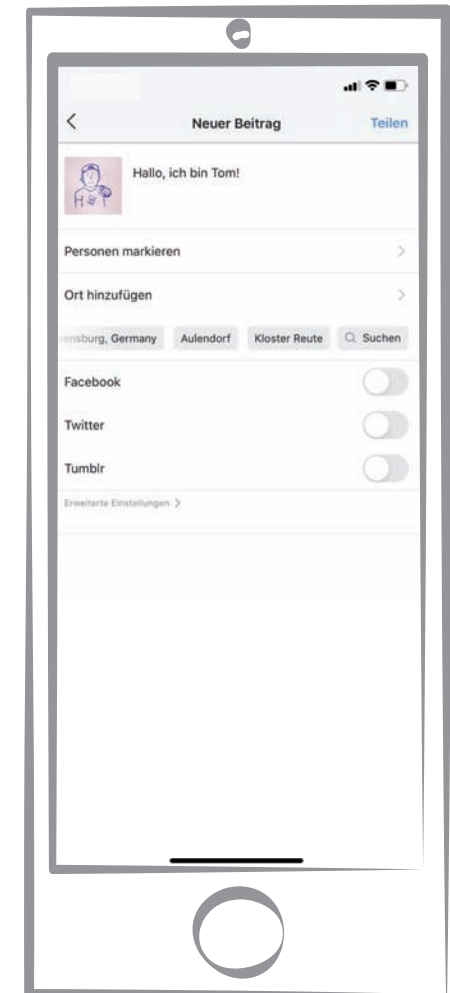 Neuer Beitrag Teilen
Hallo, ich bin Tom!
Personen markieren
Ort hinzufügen
ensburg, Germany Aulendorf Kloster Reute Suchen
Facebook
Twitter
Tumblr
Erweiterte Einstellungen